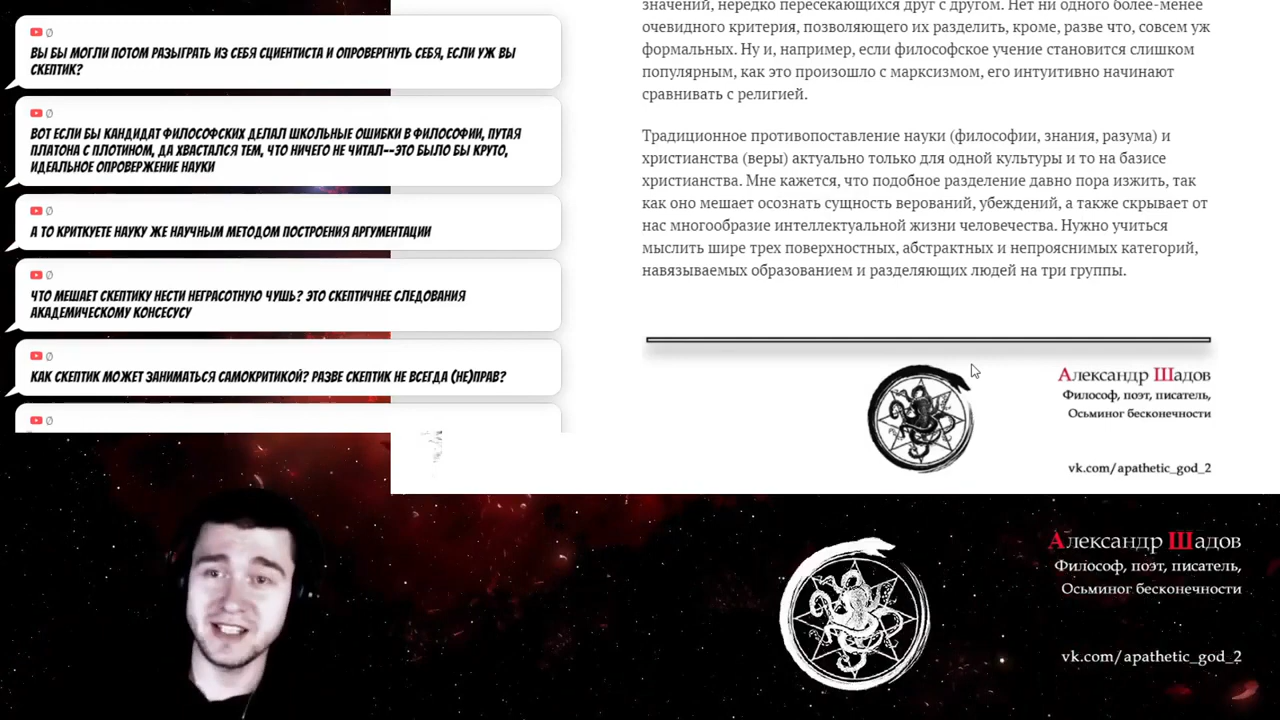 Ø
ВЫ БЫ МОГЛИ ПОТОМ РАЗЫГРАТЬ ИЗ СЕБЯ СЦИЕНТИСТА И ОПРОВЕРГНУТЬ СЕБЯ, ЕСЛИ УЖ ВЫ
СКЕПТИК?
Ø
ВОТ ЕСЛИ БЫ КАНДИДАТ ФИЛОСОФСКИХ ДЕЛАЛ ШКОЛЬНЫЕ ОШИБКИ В ФИЛОСОФИИ, ПУТАЯ
ПЛАТОНА С ПЛОТИНОМ, ДА ХВАСТАЛСЯ ТЕМ, ЧТО НИЧЕГО НЕ ЧИТАЛ--ЭТО БЫЛО БЫ КРУТО,
ИДЕАЛЬНОЕ ОПРОВЕРЖЕНИЕ НАУКИ
Ø
А ТО КРИТКУЕТЕ НАУКУ ЖЕ НАУЧНЫМ МЕТОДОМ ПОСТРОЕНИЯ АРГУМЕНТАЦИИ
Ø
ЧТО МЕШАЕТ СКЕПТИКУ НЕСТИ НЕГРАСОТНУЮ ЧУШЬ? ЭТО СКЕПТИЧНЕЕ СЛЕДОВАНИЯ
АКАДЕМИЧЕСКОМУ КОНСЕСУСУ
Ø
КАК СКЕПТИК МОЖЕТ ЗАНИМАТЬСЯ САМОКРИТИКОЙ? РАЗВЕ СКЕПТИК НЕ ВСЕГДА (НЕ)ПРАВ?
Ø
значений, нередко пересекающихся друг с другом. Нет ни одного более-менее
очевидного критерия, позволяющего их разделить, кроме, разве что, совсем уж
формальных. Ну и, например, если философское учение становится слишком
популярным, как это произошло с марксизмом, его интуитивно начинают
сравнивать с религией.
Традиционное противопоставление науки (философии, знания, разума) и
христианства (веры) актуально только для одной культуры и то на базисе
христианства. Мне кажется, что подобное разделение давно пора изжить, так
как оно мешает осознать сущность верований, убеждений, а также скрывает от
нас многообразие интеллектуальной жизни человечества. Нужно учиться
мыслить шире трех поверхностных, абстрактных и непрояснимых категорий,
навязываемых образованием и разделяющих людей на три группы.
Александр Шадов
Философ, поэт, писатель,
Осьминог бесконечности
vk.com/apathetic_god_2
Александр Шадов
Философ, поэт, писатель,
Осьминог бесконечности
vk.com/apathetic_god_2